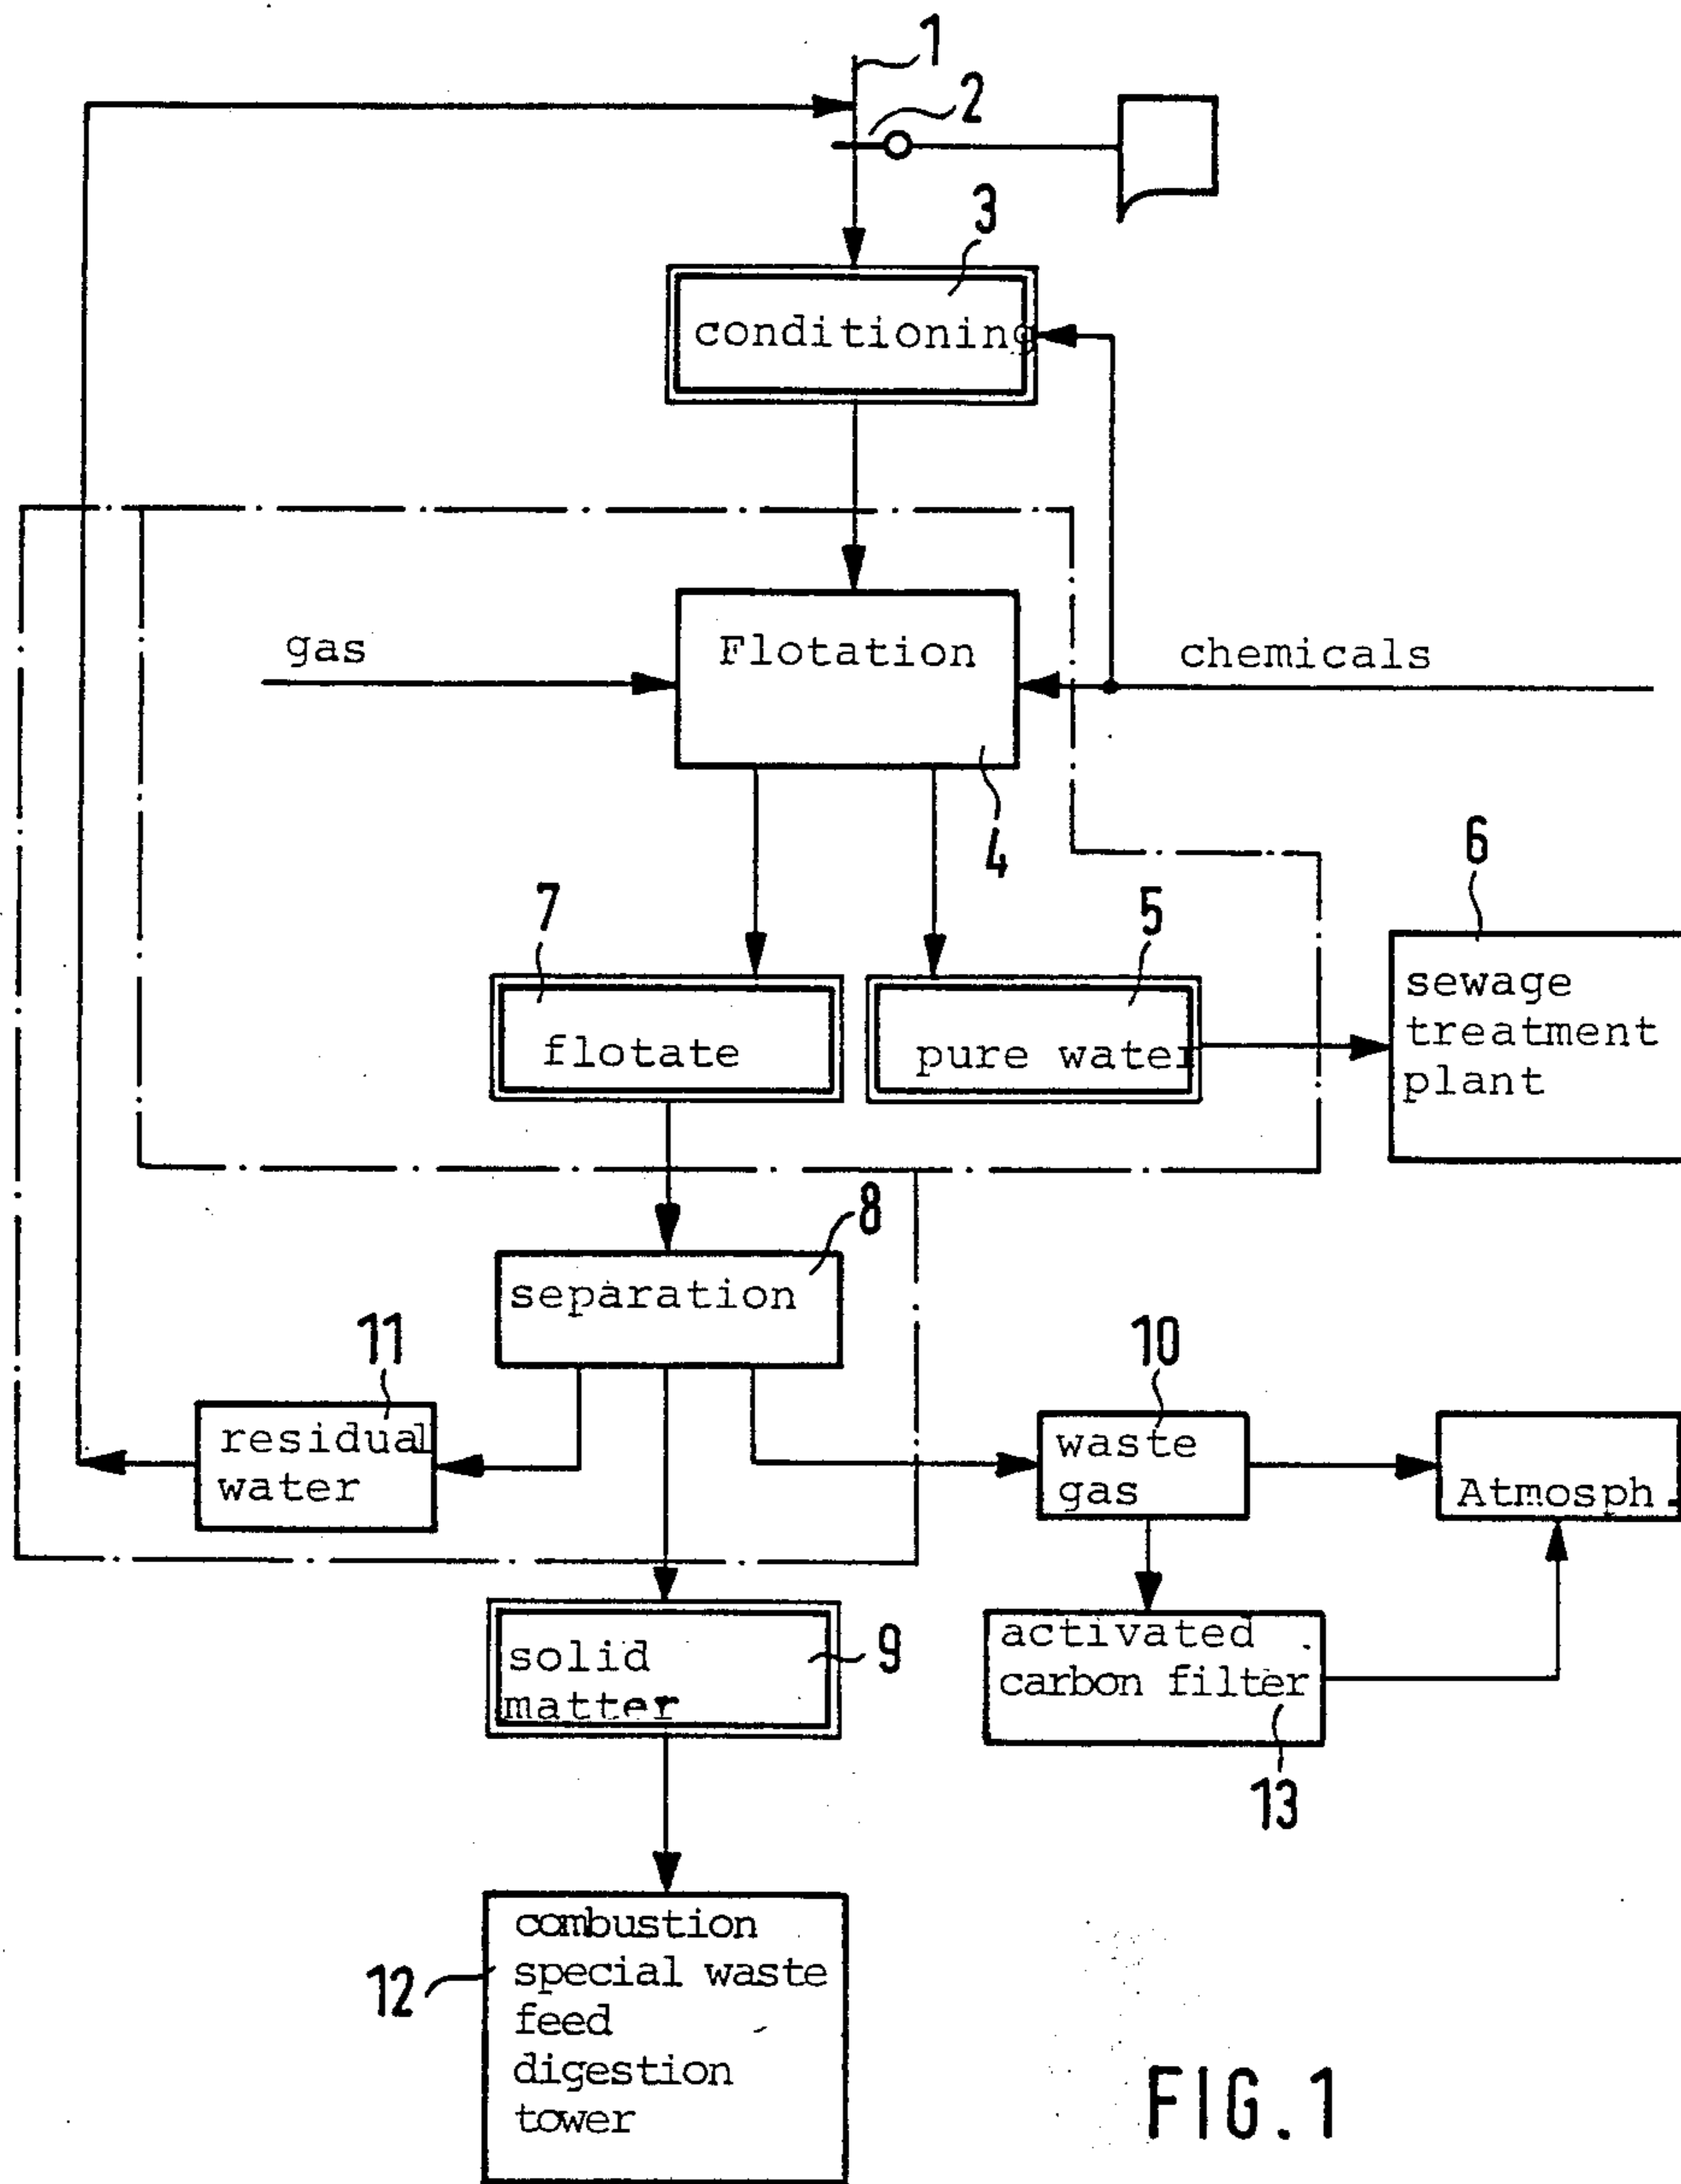 1
2
3
conditioning
gas
Flotation
chemicals
4
6
7
5
sewage
treatment
plant
flotate
pure water
8
separation
11
10
residual
water
waste
gas
Atmosph.
activated
carbon filter
solid
matter
9
13
combustion
special waste
feed
digestion
tower
12
FIG. 1